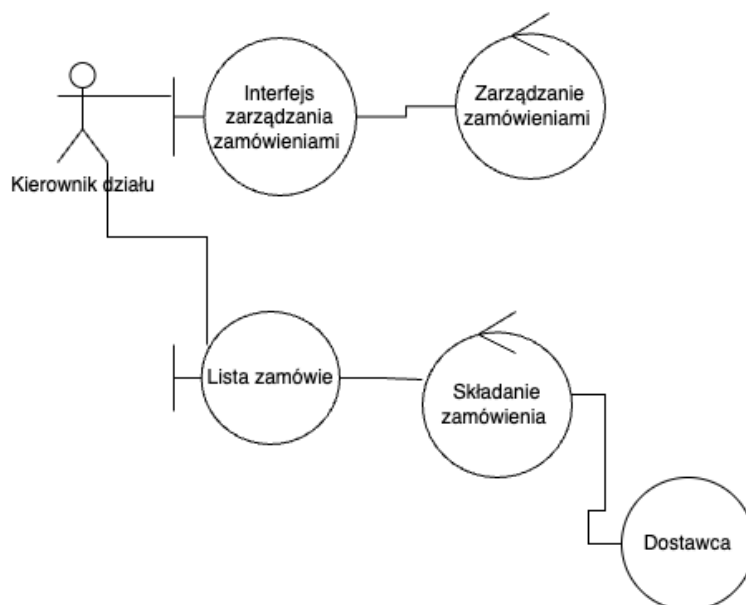 Interfejs
zarządzania
zamówieniami
Zarządzanie
zamówieniami
Kierownik działu
Lista zamówie
Składanie
zamówienia
Dostawca